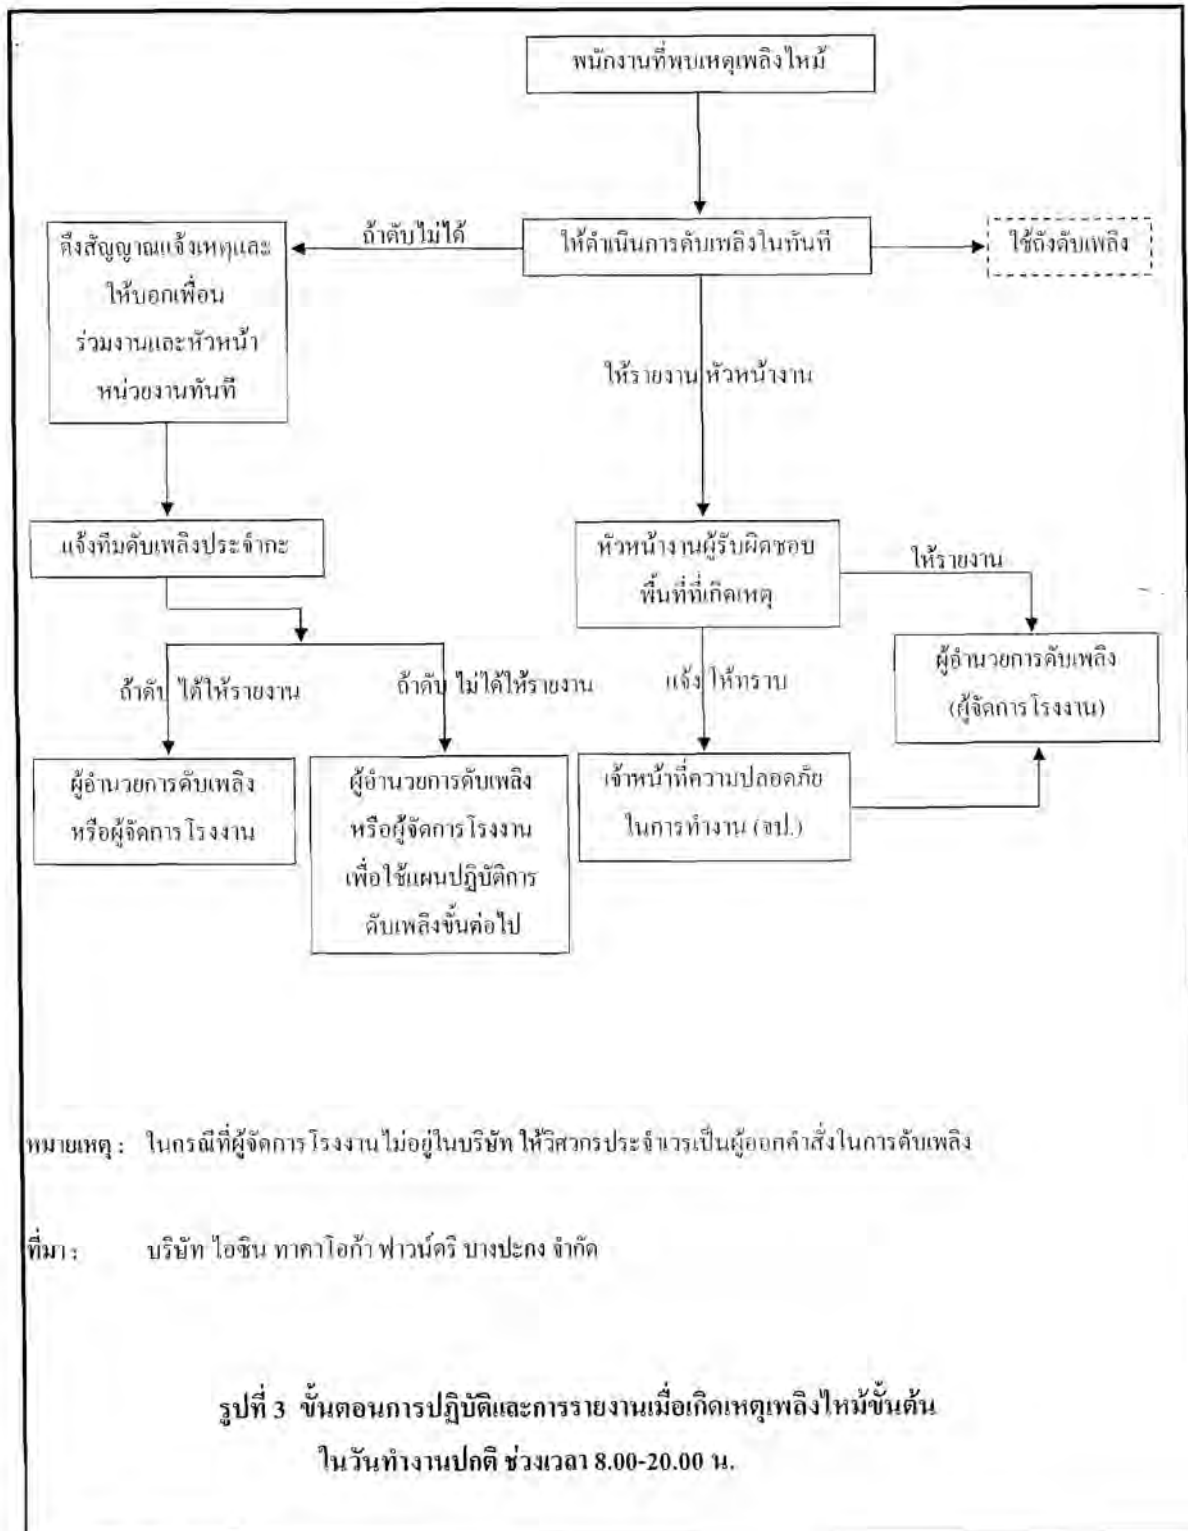 พนักงานที่พบเหตุเพลิงไหม้
ดึงสัญญาณแจ้งเหตุและ
ให้บอกเพื่อน
ร่วมงานและหัวหน้า
หน่วยงานทันที
ถ้าดับไม่ได้
ให้ดำเนินการดับเพลิงในทันที
ใช้ถังดับเพลิง
ให้รายงาน หัวหน้างาน
แจ้งทีมดับเพลิงประจำกะ
หัวหน้างานผู้รับผิดชอบ
พื้นที่ที่เกิดเหตุ
ให้รายงาน
ผู้อำนวยการดับเพลิง
(ผู้จัดการโรงงาน)
ถ้าดับ ได้ให้รายงาน
ถ้าดับ ไม่ได้ให้รายงาน
แจ้ง ให้ทราบ
ผู้อำนวยการดับเพลิง
หรือผู้จัดการโรงงาน
ผู้อำนวยการดับเพลิง
หรือผู้จัดการโรงงาน
เพื่อใช้แผนปฏิบัติการ
ดับเพลิงขั้นต่อไป
เจ้าหน้าที่ความปลอดภัย
ในการทำงาน (จป.)
หมายเหตุ : ในกรณีที่ผู้จัดการโรงงานไม่อยู่ในบริษัท ให้วิศวกรประจำเวรเป็นผู้ออกคำสั่งในการดับเพลิง
ที่มา : บริษัท ไอซิน ทาคาโอก้า ฟาวน์ดริ บางปะกง จำกัด
รูปที่ 3 ขั้นตอนการปฏิบัติและการรายงานเมื่อเกิดเหตุเพลิงไหม้ขั้นต้น
ในวันทำงานปกติ ช่วงเวลา 8.00-20.00 น.